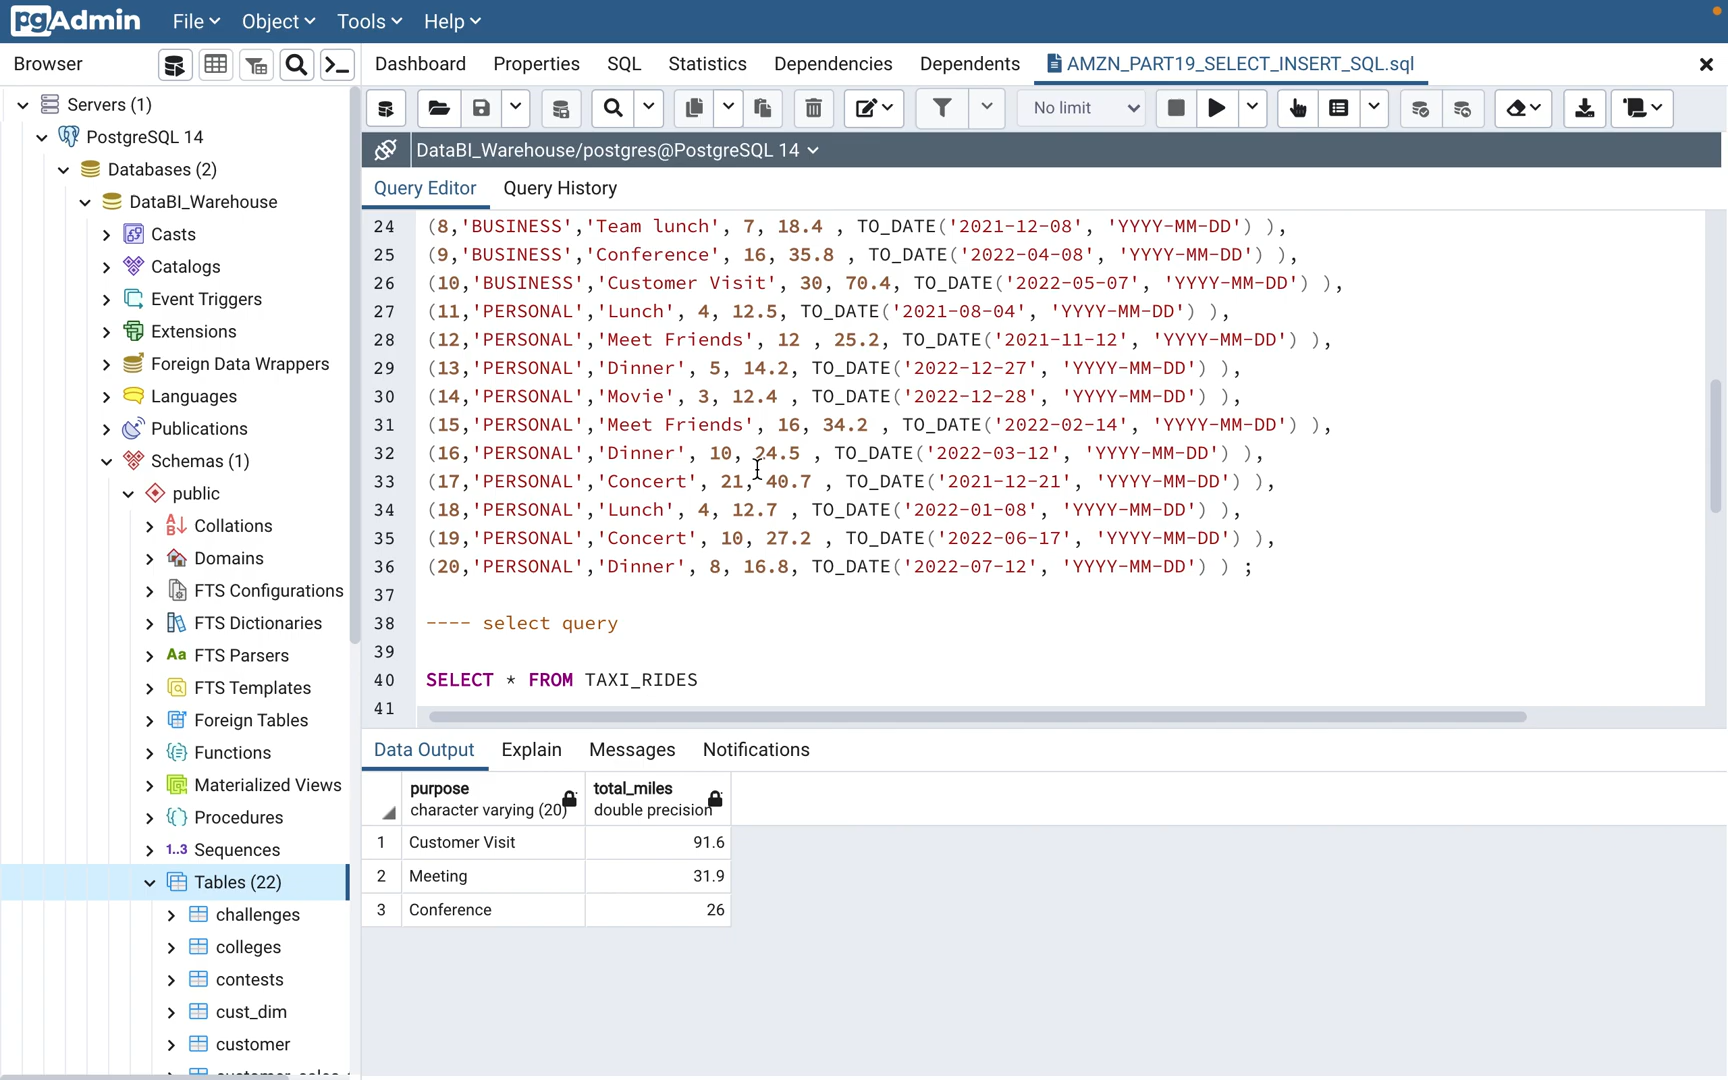 pgAdmin File Object Tools Help
Browser
Dashboard Properties SQL Statistics Dependencies Dependents AMZN_PART19_SELECT_INSERT_SQL.sql
No limit
DataBI_Warehouse/postgres@PostgreSQL 14
Query Editor Query History
Servers (1)
PostgreSQL 14
Databases (2)
DataBI_Warehouse
Casts
Catalogs
Event Triggers
Extensions
Foreign Data Wrappers
Languages
Publications
Schemas (1)
public
Collations
Domains
FTS Configurations
FTS Dictionaries
Aa FTS Parsers
FTS Templates
Foreign Tables
Functions
Materialized Views
Procedures
1..3 Sequences
Tables (22)
challenges
colleges
contests
cust_dim
customer
24 (8,'BUSINESS','Team lunch', 7, 18.4 , TO_DATE('2021-12-08', 'YYYY-MM-DD') ),
25 (9,'BUSINESS','Conference', 16, 35.8 , TO_DATE('2022-04-08', 'YYYY-MM-DD') ),
26 (10,'BUSINESS','Customer Visit', 30, 70.4, TO_DATE('2022-05-07', 'YYYY-MM-DD') ),
27 (11,'PERSONAL','Lunch', 4, 12.5, TO_DATE('2021-08-04', 'YYYY-MM-DD') ),
28 (12,'PERSONAL','Meet Friends', 12 , 25.2, TO_DATE('2021-11-12', 'YYYY-MM-DD') ),
29 (13,'PERSONAL','Dinner', 5, 14.2, TO_DATE('2022-12-27', 'YYYY-MM-DD') ),
30 (14,'PERSONAL','Movie', 3, 12.4 , TO_DATE('2022-12-28', 'YYYY-MM-DD') ),
31 (15,'PERSONAL','Meet Friends', 16, 34.2 , TO_DATE('2022-02-14', 'YYYY-MM-DD') ),
32 (16,'PERSONAL','Dinner', 10, 24.5 , TO_DATE('2022-03-12', 'YYYY-MM-DD') ),
33 (17,'PERSONAL','Concert', 21, 40.7 , TO_DATE('2021-12-21', 'YYYY-MM-DD') ),
34 (18,'PERSONAL','Lunch', 4, 12.7 , TO_DATE('2022-01-08', 'YYYY-MM-DD') ),
35 (19,'PERSONAL','Concert', 10, 27.2 , TO_DATE('2022-06-17', 'YYYY-MM-DD') ),
36 (20,'PERSONAL','Dinner', 8, 16.8, TO_DATE('2022-07-12', 'YYYY-MM-DD') ) ;
37
38 ---- select query
39
40 SELECT * FROM TAXI_RIDES
41
Data Output Explain Messages Notifications
purpose total_miles
character varying (20) double precision
1 Customer Visit 91.6
2 Meeting 31.9
3 Conference 26